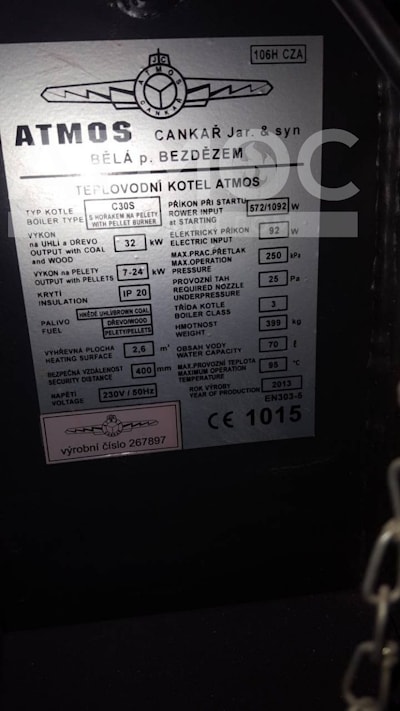 106H CZA
JC
ATMOS
CANKAŘ
ATMOS CANKAŘ Jar. & syn
BĚLÁ p. BEZDĚZEM
TEPLOVODNÍ KOTEL ATMOS
TYP KOTLE
BOILER TYPE
C30S
S HOŘÁKEM NA PELETY
WITH PELLET BURNER
VÝKON
na UHLI a DŘEVO
OUTPUT with COAL
and WOOD
32 kW
VÝKON na PELETY
OUTPUT with PELLETS
7-24 kW
KRYTÍ
INSULATION
IP 20
PALIVO
FUEL
HNĚDÉ UHLÍ/BROWN COAL
DŘEVO/WOOD
PELETY/PELLETS
VÝHŘEVNÁ PLOCHA
HEATING SURFACE
2,6 m²
BEZPEČNÁ VZDÁLENOST
SECURITY DISTANCE
400 mm
NAPĚTÍ
VOLTAGE
230V / 50Hz
PŘÍKON PŘI STARTU
ROWER INPUT
at STARTING
572/1092 W
ELEKTRICKÝ PŘÍKON
ELECTRIC INPUT
92 W
MAX.PRAC.PŘETLAK
MAX.OPERATION
PRESSURE
250 kPa
PROVOZNÍ TAH
REQUIRED NOZZLE
UNDERPRESSURE
25 Pa
TŘÍDA KOTLE
BOILER CLASS
3
HMOTNOST
WEIGHT
399 kg
OBSAH VODY
WATER CAPACITY
70 ℓ
MAX.PROVOZNÍ TEPLOTA
MAXIMUM OPERATION
TEMPERATURE
95 °C
ROK VÝROBY
YEAR OF PRODUCTION
2013
EN303-5
CE 1015
výrobní číslo 267897